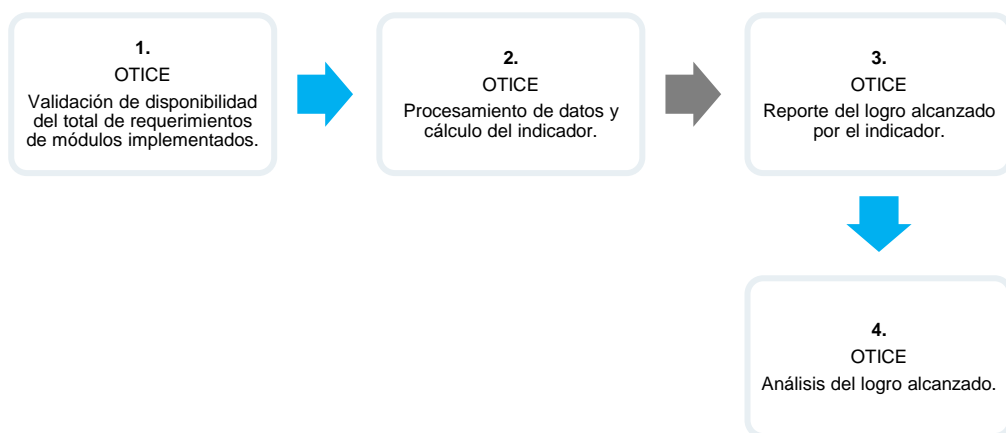 1.
OTICE
Validación de disponibilidad
del total de requerimientos
de módulos implementados.
2.
OTICE
Procesamiento de datos y
cálculo del indicador.
3.
OTICE
Reporte del logro alcanzado
por el indicador.
4.
OTICE
Análisis del logro alcanzado.